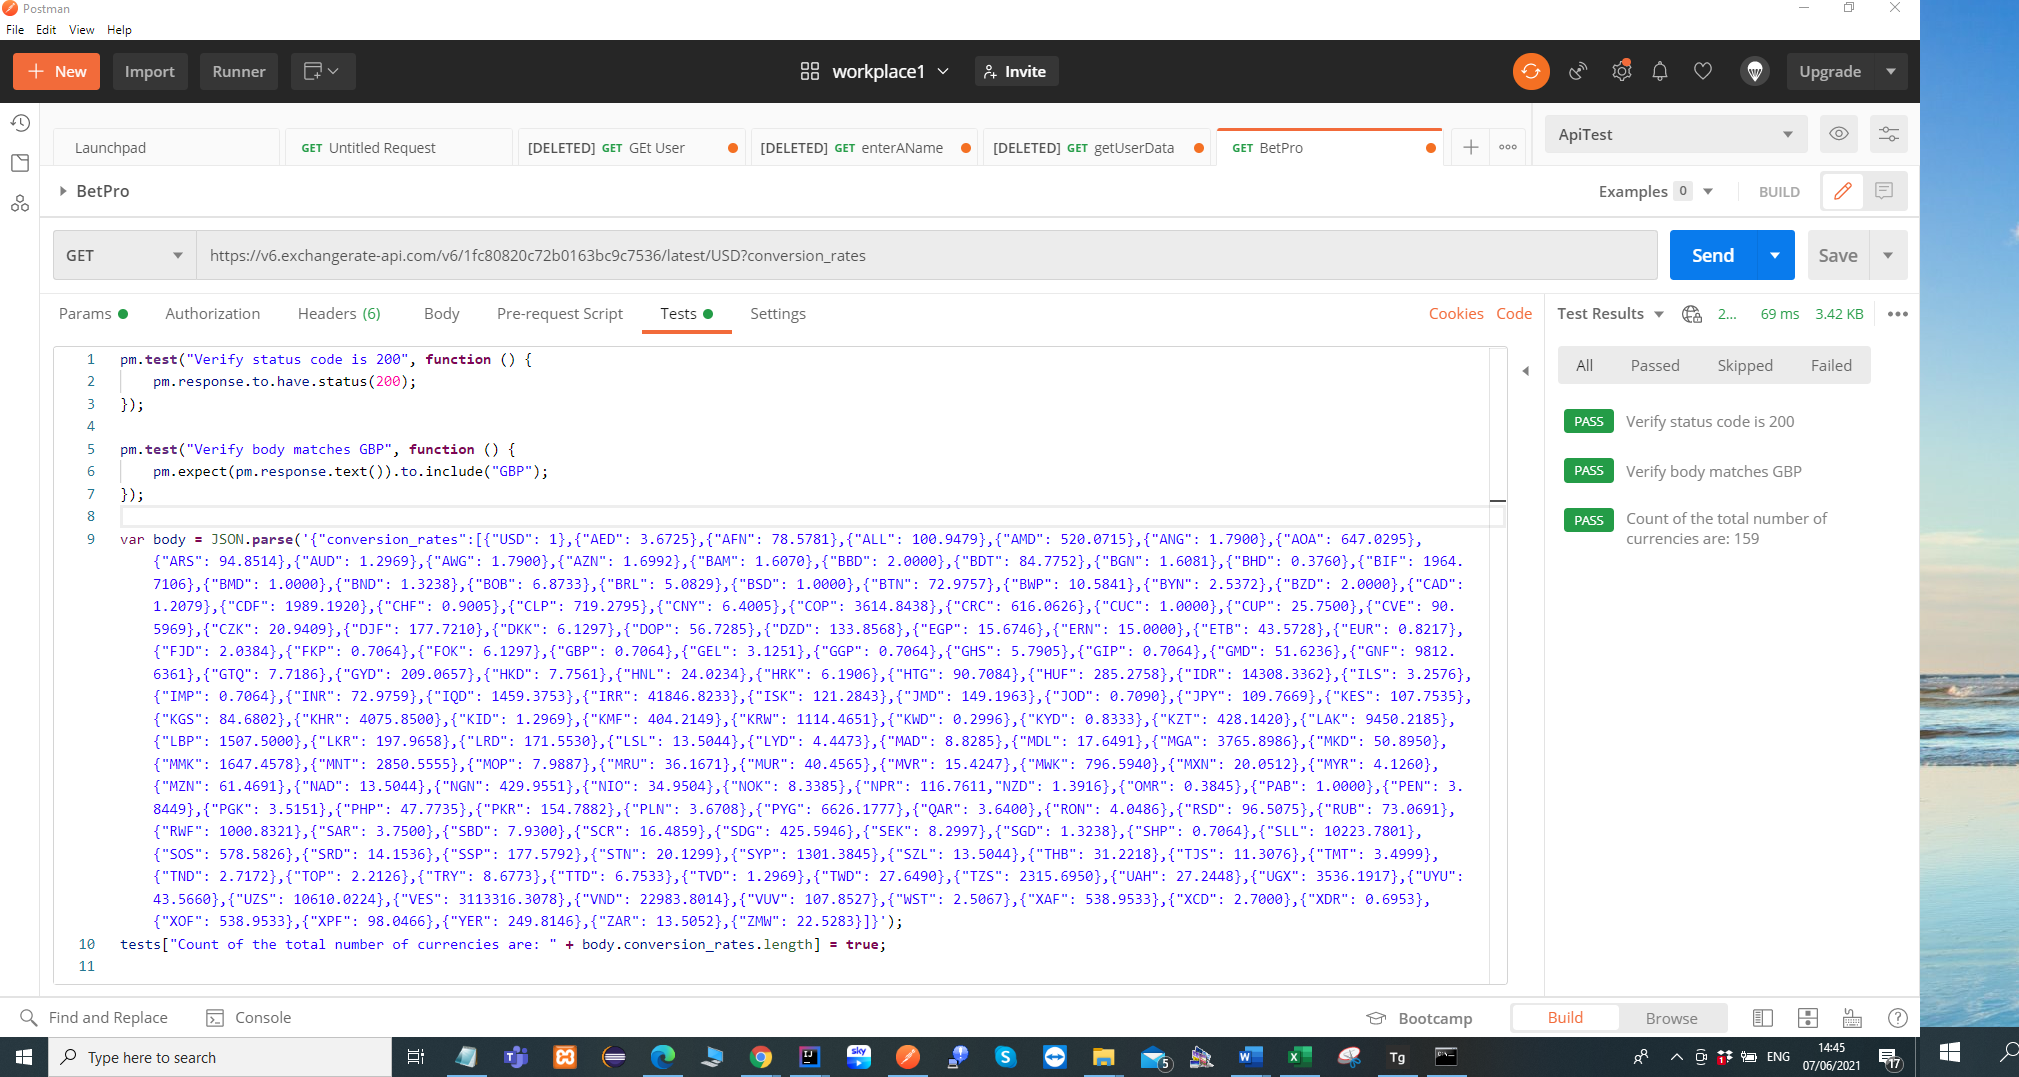 Postman
File Edit View Help
+ New Import Runner workplace1 Invite Upgrade
Launchpad GET Untitled Request [DELETED] GET GEt User [DELETED] GET enterAName [DELETED] GET getUserData GET BetPro ApiTest
BetPro Examples 0 BUILD
GET https://v6.exchangerate-api.com/v6/1fc80820c72b0163bc9c7536/latest/USD?conversion_rates Send Save
Params Authorization Headers (6) Body Pre-request Script Tests Settings Cookies Code Test Results 2... 69 ms 3.42 KB
All Passed Skipped Failed
1 pm.test("Verify status code is 200", function () {
2 pm.response.to.have.status(200);
3 });
4
5 pm.test("Verify body matches GBP", function () {
6 pm.expect(pm.response.text()).to.include("GBP");
7 });
8
9 var body = JSON.parse('{"conversion_rates":[{"USD": 1},{"AED": 3.6725},{"AFN": 78.5781},{"ALL": 100.9479},{"AMD": 520.0715},{"ANG": 1.7900},{"AOA": 647.0295},
{"ARS": 94.8514},{"AUD": 1.2969},{"AWG": 1.7900},{"AZN": 1.6992},{"BAM": 1.6070},{"BBD": 2.0000},{"BDT": 84.7752},{"BGN": 1.6081},{"BHD": 0.3760},{"BIF": 1964.
7106},{"BMD": 1.0000},{"BND": 1.3238},{"BOB": 6.8733},{"BRL": 5.0829},{"BSD": 1.0000},{"BTN": 72.9757},{"BWP": 10.5841},{"BYN": 2.5372},{"BZD": 2.0000},{"CAD":
1.2079},{"CDF": 1989.1920},{"CHF": 0.9005},{"CLP": 719.2795},{"CNY": 6.4005},{"COP": 3614.8438},{"CRC": 616.0626},{"CUC": 1.0000},{"CUP": 25.7500},{"CVE": 90.
5969},{"CZK": 20.9409},{"DJF": 177.7210},{"DKK": 6.1297},{"DOP": 56.7285},{"DZD": 133.8568},{"EGP": 15.6746},{"ERN": 15.0000},{"ETB": 43.5728},{"EUR": 0.8217},
{"FJD": 2.0384},{"FKP": 0.7064},{"FOK": 6.1297},{"GBP": 0.7064},{"GEL": 3.1251},{"GGP": 0.7064},{"GHS": 5.7905},{"GIP": 0.7064},{"GMD": 51.6236},{"GNF": 9812.
6361},{"GTQ": 7.7186},{"GYD": 209.0657},{"HKD": 7.7561},{"HNL": 24.0234},{"HRK": 6.1906},{"HTG": 90.7084},{"HUF": 285.2758},{"IDR": 14308.3362},{"ILS": 3.2576},
{"IMP": 0.7064},{"INR": 72.9759},{"IQD": 1459.3753},{"IRR": 41846.8233},{"ISK": 121.2843},{"JMD": 149.1963},{"JOD": 0.7090},{"JPY": 109.7669},{"KES": 107.7535},
{"KGS": 84.6802},{"KHR": 4075.8500},{"KID": 1.2969},{"KMF": 404.2149},{"KRW": 1114.4651},{"KWD": 0.2996},{"KYD": 0.8333},{"KZT": 428.1420},{"LAK": 9450.2185},
{"LBP": 1507.5000},{"LKR": 197.9658},{"LRD": 171.5530},{"LSL": 13.5044},{"LYD": 4.4473},{"MAD": 8.8285},{"MDL": 17.6491},{"MGA": 3765.8986},{"MKD": 50.8950},
{"MMK": 1647.4578},{"MNT": 2850.5555},{"MOP": 7.9887},{"MRU": 36.1671},{"MUR": 40.4565},{"MVR": 15.4247},{"MWK": 796.5940},{"MXN": 20.0512},{"MYR": 4.1260},
{"MZN": 61.4691},{"NAD": 13.5044},{"NGN": 429.9551},{"NIO": 34.9504},{"NOK": 8.3385},{"NPR": 116.7611,"NZD": 1.3916},{"OMR": 0.3845},{"PAB": 1.0000},{"PEN": 3.
8449},{"PGK": 3.5151},{"PHP": 47.7735},{"PKR": 154.7882},{"PLN": 3.6708},{"PYG": 6626.1777},{"QAR": 3.6400},{"RON": 4.0486},{"RSD": 96.5075},{"RUB": 73.0691},
{"RWF": 1000.8321},{"SAR": 3.7500},{"SBD": 7.9300},{"SCR": 16.4859},{"SDG": 425.5946},{"SEK": 8.2997},{"SGD": 1.3238},{"SHP": 0.7064},{"SLL": 10223.7801},
{"SOS": 578.5826},{"SRD": 14.1536},{"SSP": 177.5792},{"STN": 20.1299},{"SYP": 1301.3845},{"SZL": 13.5044},{"THB": 31.2218},{"TJS": 11.3076},{"TMT": 3.4999},
{"TND": 2.7172},{"TOP": 2.2126},{"TRY": 8.6773},{"TTD": 6.7533},{"TVD": 1.2969},{"TWD": 27.6490},{"TZS": 2315.6950},{"UAH": 27.2448},{"UGX": 3536.1917},{"UYU":
43.5660},{"UZS": 10610.0224},{"VES": 3113316.3078},{"VND": 22983.8014},{"VUV": 107.8527},{"WST": 2.5067},{"XAF": 538.9533},{"XCD": 2.7000},{"XDR": 0.6953},
{"XOF": 538.9533},{"XPF": 98.0466},{"YER": 249.8146},{"ZAR": 13.5052},{"ZMW": 22.5283}]}');
10 tests["Count of the total number of currencies are: " + body.conversion_rates.length] = true;
11
PASS Verify status code is 200
PASS Verify body matches GBP
PASS Count of the total number of
currencies are: 159
Find and Replace Console Bootcamp Build Browse
Type here to search sky 5 Tg ENG 14:45
07/06/2021 17